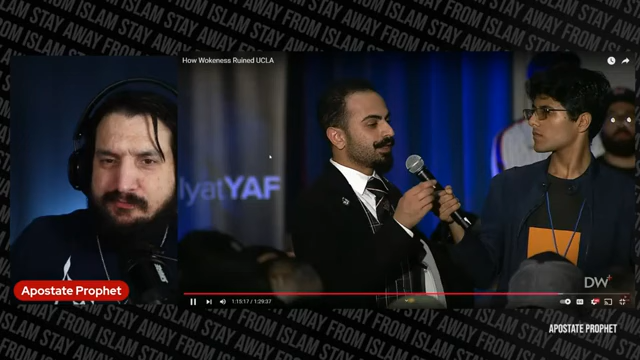 STAY AWAY FROM ISLAM STAY AWAY FROM ISLAM STAY AWAY FROM ISLAM
How Wokeness Ruined UCLA
lyatYAF
Apostate Prophet
DW+
1:15:17 / 1:29:37
APOSTATE PROPHET